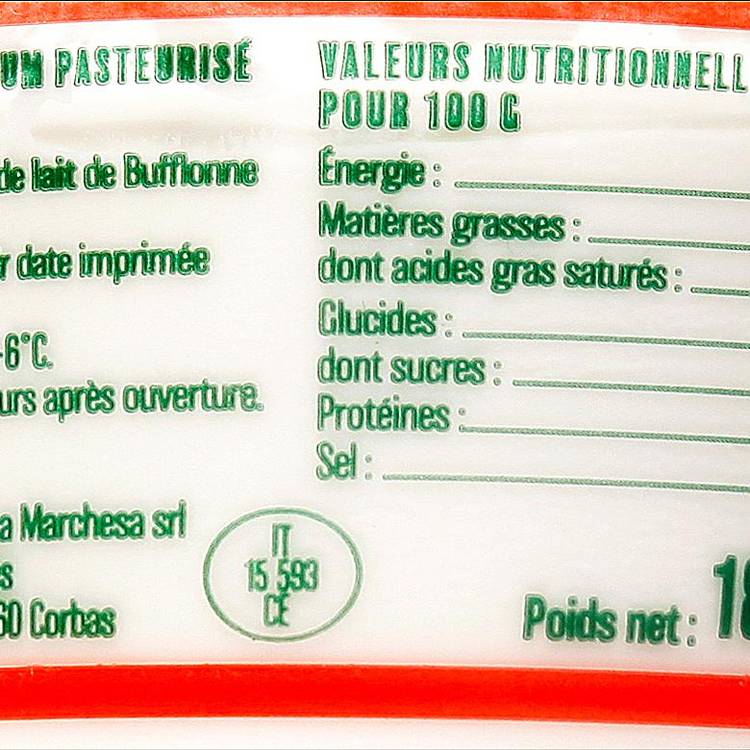 UM PASTEURISÉ
de lait de Bufflonne
r date imprimée
-6°C.
urs après ouverture.
a Marchesa srl
s
60 Corbas
IT
15 593
CE
VALEURS NUTRITIONNELL
POUR 100 G
Énergie :
Matières grasses :
dont acides gras saturés :
Glucides :
dont sucres :
Protéines :
Sel :
Poids net : 1